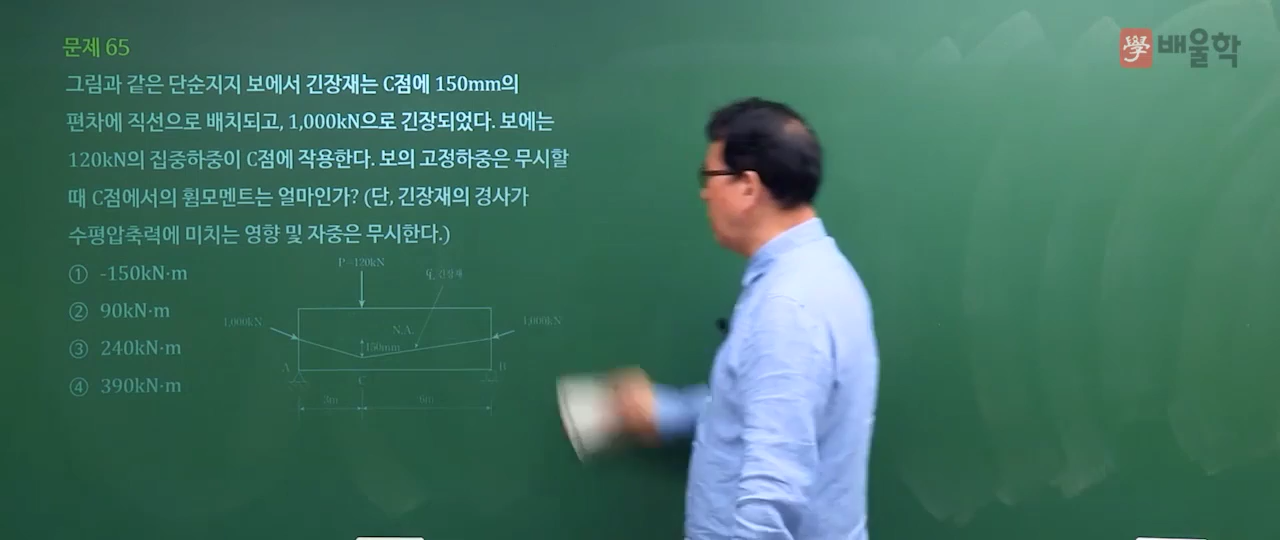 문제 65
그림과 같은 단순지지 보에서 긴장재는 C점에 150mm의
편차에 직선으로 배치되고, 1,000kN으로 긴장되었다. 보에는
120kN의 집중하중이 C점에 작용한다. 보의 고정하중은 무시할
때 C점에서의 휨모멘트는 얼마인가? (단, 긴장재의 경사가
수평압축력에 미치는 영향 및 자중은 무시한다.)
① -150kN·m
② 90kN·m
③ 240kN·m
④ 390kN·m
P=120kN
긴장재
1,000kN
1,000kN
N.A.
150mm
A
B
C
3m
6m
學 배울학